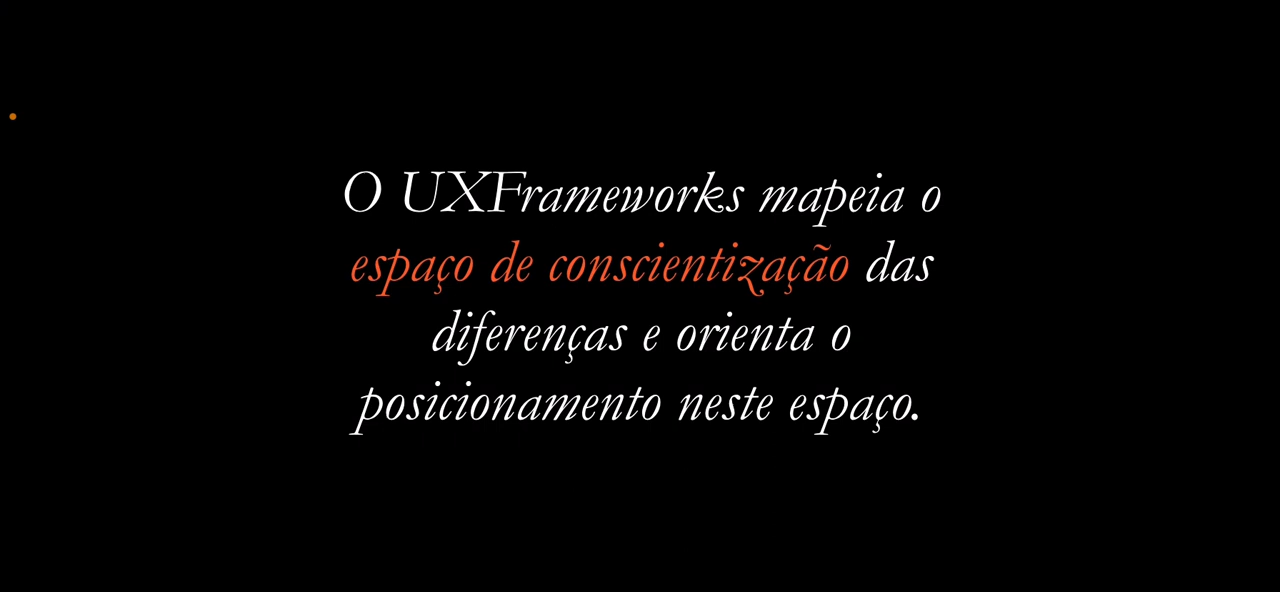 O UXFrameworks mapeia o
espaço de conscientização das
diferenças e orienta o
posicionamento neste espaço.